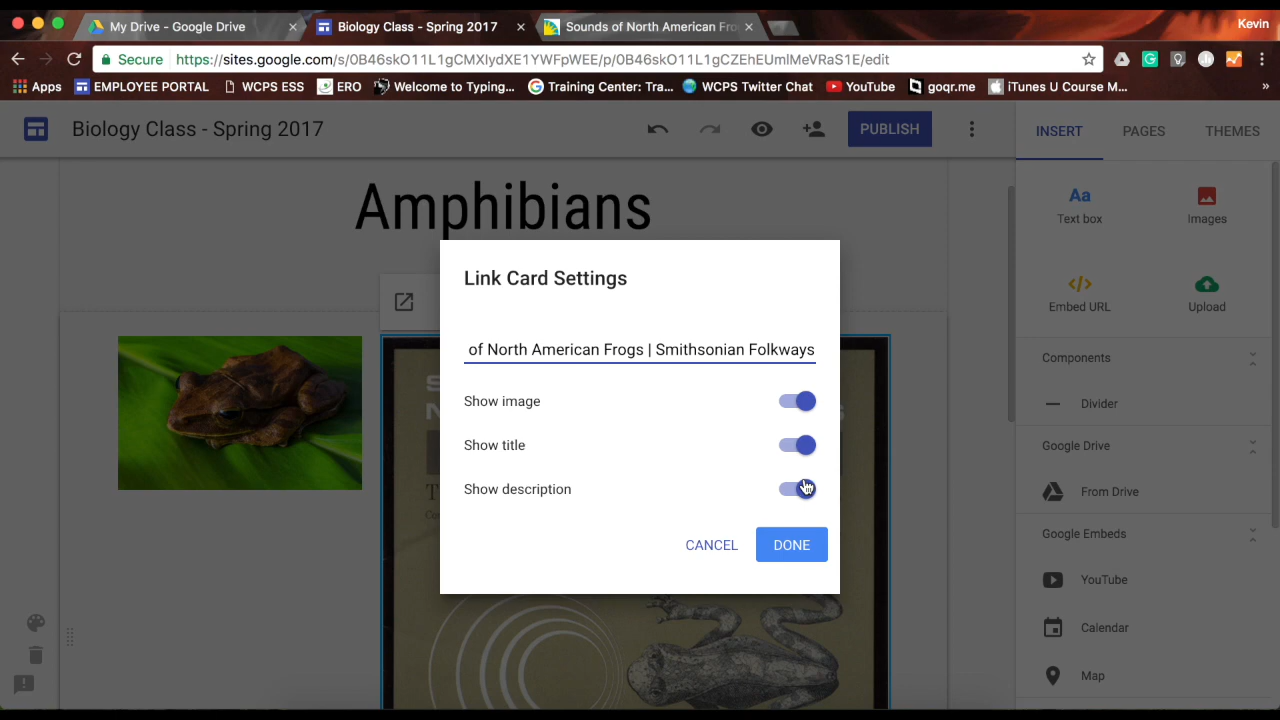 Kevin
My Drive - Google Drive
Biology Class - Spring 2017
Sounds of North American Fro
Secure https://sites.google.com/s/0B46skO11L1gCMXlydXE1YWFpWEE/p/0B46skO11L1gCZEhEUmlMeVRaS1E/edit
Apps EMPLOYEE PORTAL WCPS ESS ERO Welcome to Typing... Training Center: Tra... WCPS Twitter Chat YouTube goqr.me iTunes U Course M... »
Biology Class - Spring 2017
PUBLISH
INSERT PAGES THEMES
Amphibians
Aa
Text box Images
Embed URL Upload
Components
Divider
Google Drive
From Drive
Google Embeds
YouTube
Calendar
Map
Link Card Settings
of North American Frogs | Smithsonian Folkways
Show image
Show title
Show description
CANCEL DONE